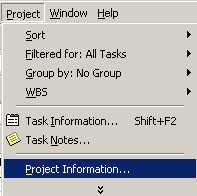 Project Window Help
Sort
Filtered for: All Tasks
Group by: No Group
WBS
Task Information... Shift+F2
Task Notes...
Project Information...